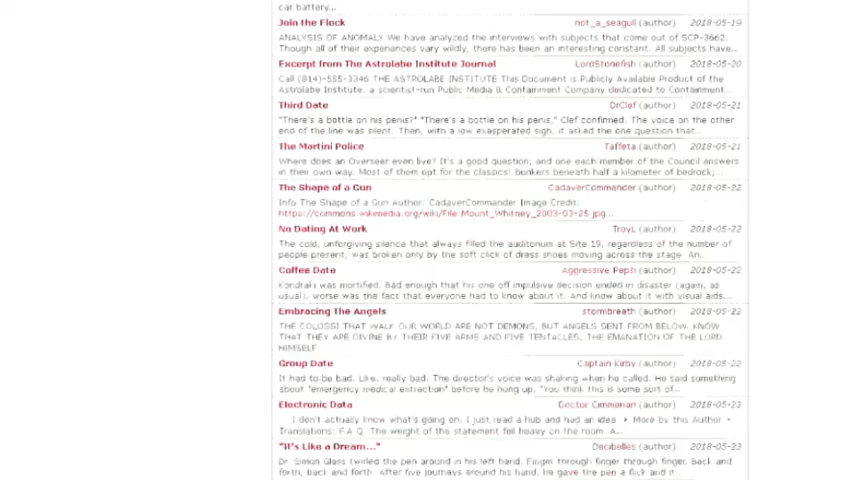 car battery...
Join the Flock not_a_seagull (author) 2018-05-19
ANALYSIS OF ANOMALY We have analyzed the interviews with subjects that come out of SCP-3662.
Though all of their experiences vary wildly, there has been an interesting constant. All subjects have...
Excerpt from The Astrolabe Institute Journal LordStonefish (author) 2018-05-20
Call (814)-555-3346 THE ASTROLABE INSTITUTE This Document is Publicly Available Product of the
Astrolabe Institute, a scientist-run Public Media & Containment Company dedicated to Containment...
Third Date DrClef (author) 2018-05-21
"There's a bottle on his penis?" "There's a bottle on his penis," Clef confirmed. The voice on the other
end of the line was silent. Then, with a low exasperated sigh, it asked the one question that...
The Martini Police Taffeta (author) 2018-05-21
Where does an Overseer even live? It's a good question; and one each member of the Council answers
in their own way. Most of them opt for the classics: bunkers beneath half a kilometer of bedrock;...
The Shape of a Gun CadaverCommander (author) 2018-05-22
Info The Shape of a Gun Author: CadaverCommander Image Credit:
https://commons.wikimedia.org/wiki/File:Mount_Whitney_2003-03-25.jpg...
No Dating At Work TroyL (author) 2018-05-22
The cold, unforgiving silence that always filled the auditorium at Site 19, regardless of the number of
people present, was broken only by the soft click of dress shoes moving across the stage. An...
Coffee Date Aggressive Peph (author) 2018-05-22
Kondraki was mortified. Bad enough that his one off impulsive decision ended in disaster (again, as
usual), worse was the fact that everyone had to know about it. And know about it with visual aids...
Embracing The Angels stormbreath (author) 2018-05-22
THE COLOSSI THAT WALK OUR WORLD ARE NOT DEMONS, BUT ANGELS SENT FROM BELOW. KNOW
THAT THEY ARE DIVINE BY THEIR FIVE ARMS AND FIVE TENTACLES, THE EMANATION OF THE LORD
HIMSELF
Group Date Captain Kirby (author) 2018-05-22
It had to be bad. Like, really bad. The director's voice was shaking when he called. He said something
about "emergency medical extraction" before he hung up. "You think this is some sort of...
Electronic Data Doctor Cimmerian (author) 2018-05-23
I don't actually know what's going on, I just read a hub and had an idea • More by this Author •
Translations: F.A.Q. The weight of the statement fell heavy on the room. A...
"It's Like a Dream..." Decibelles (author) 2018-05-23
Dr. Simon Glass twirled the pen around in his left hand. Finger through finger through finger. Back and
forth, back and forth. After five journeys around his hand, he gave the pen a flick and it...